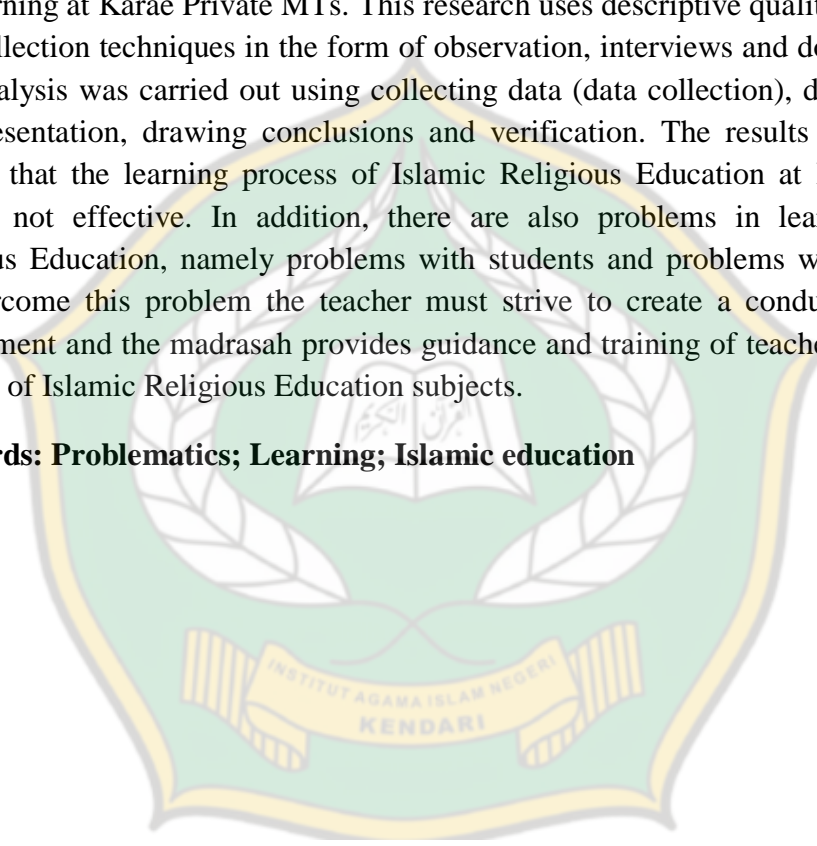 rning at Karae Private MTs. This research uses descriptive qualit
llection techniques in the form of observation, interviews and do
alysis was carried out using collecting data (data collection), d
esentation, drawing conclusions and verification. The results
that the learning process of Islamic Religious Education at
not effective. In addition, there are also problems in lear
us Education, namely problems with students and problems w
rcome this problem the teacher must strive to create a condu
ment and the madrasah provides guidance and training of teache
of Islamic Religious Education subjects.
rds: Problematics; Learning; Islamic education
INSTITUT AGAMA ISLAM NEGERI
KENDARI